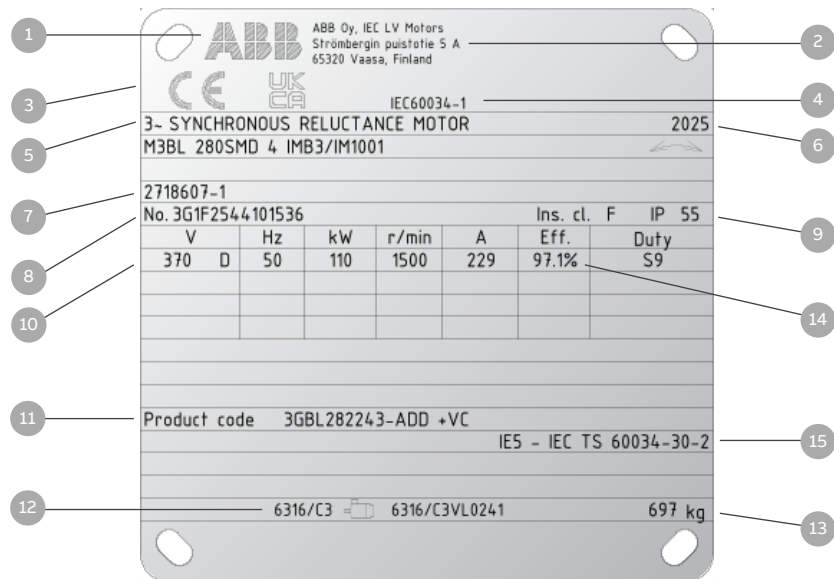 1
ABB
ABB Oy, IEC LV Motors
Strömbergin puistotie 5 A
65320 Vaasa, Finland
2
3
CE
UK
CA
IEC60034-1
4
5
3~ SYNCHRONOUS RELUCTANCE MOTOR 2025
6
M3BL 280SMD 4 IMB3/IM1001
7
2718607-1
8
No. 3G1F2544101536 Ins. cl. F IP 55
9
V Hz kW r/min A Eff. Duty
10
370 D 50 110 1500 229 97.1% S9
14
11
Product code 3GBL282243-ADD +VC
IE5 - IEC TS 60034-30-2
15
12
6316/C3 6316/C3VL0241 697 kg
13